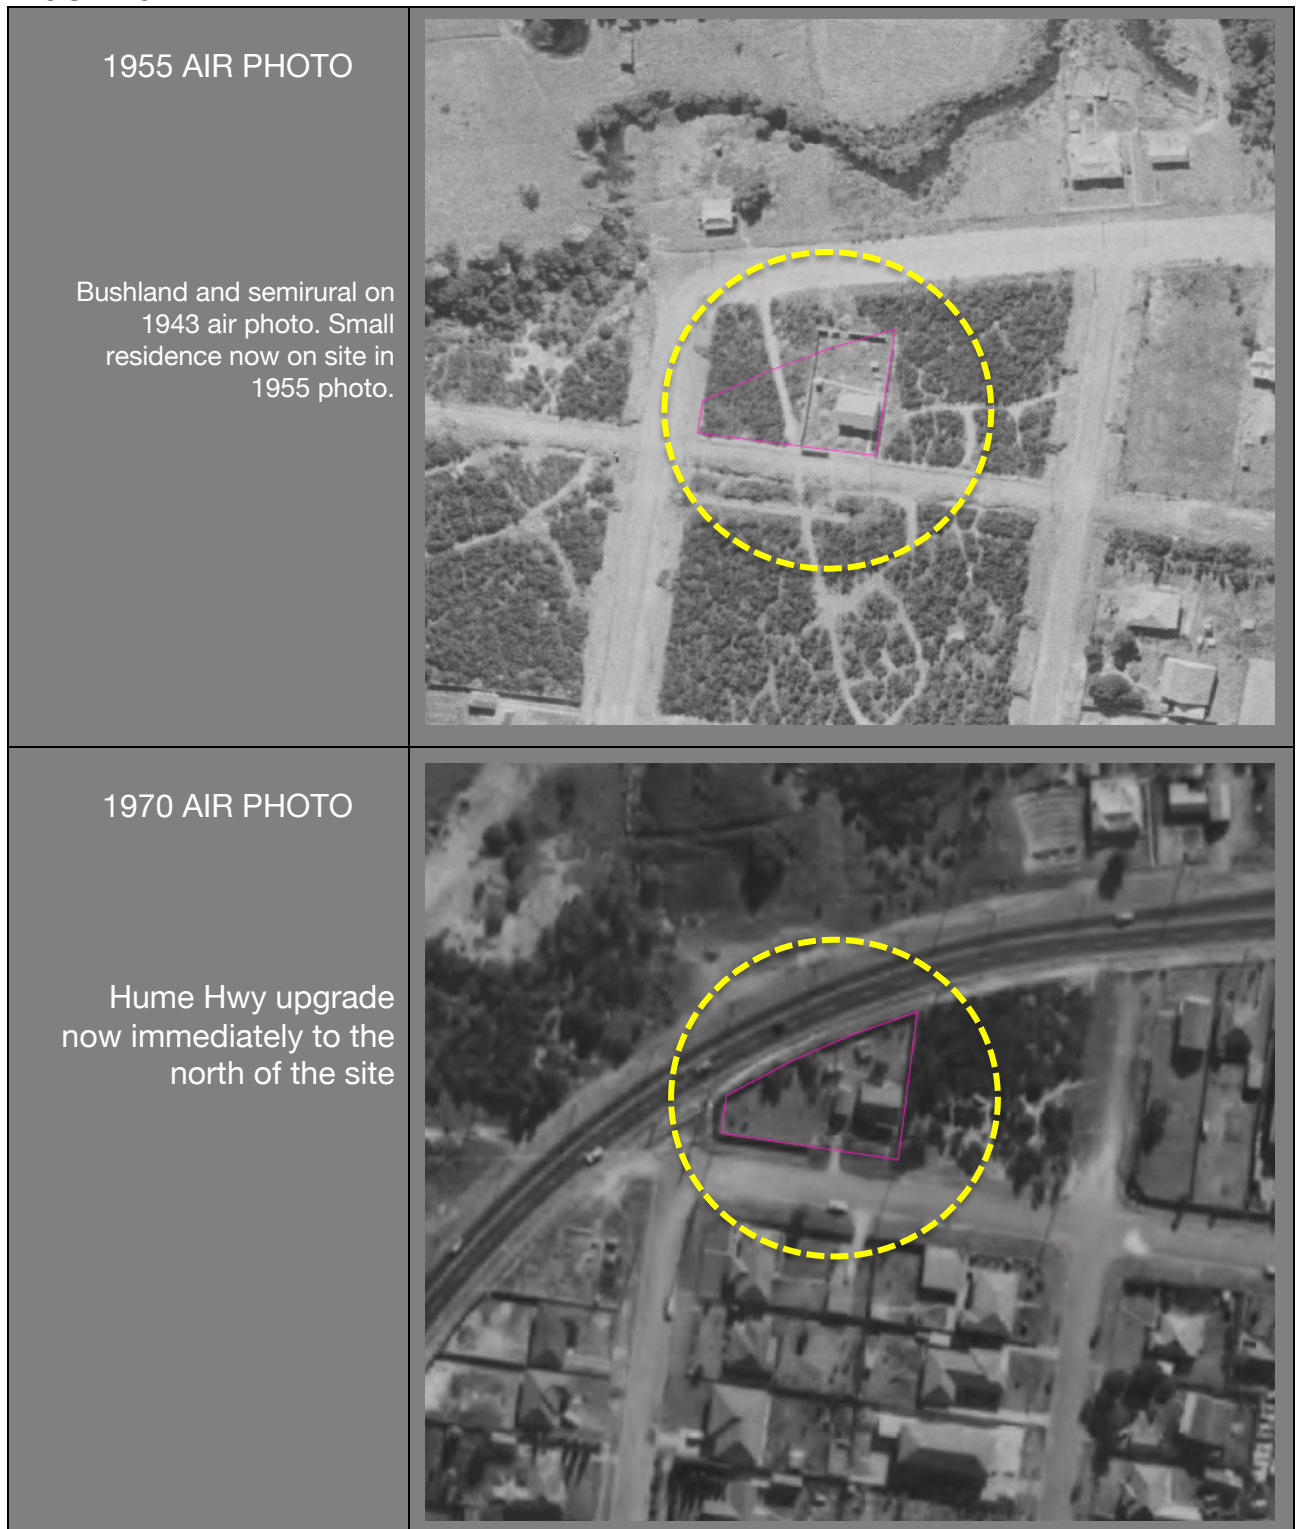 1955 AIR PHOTO
Bushland and semirural on
1943 air photo. Small
residence now on site in
1955 photo.
1970 AIR PHOTO
Hume Hwy upgrade
now immediately to the
north of the site